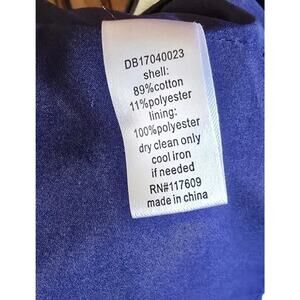 DB17040023
shell:
89%cotton
11%polyester
lining:
100%polyester
dry clean only
cool iron
if needed
RN#117609
made in china